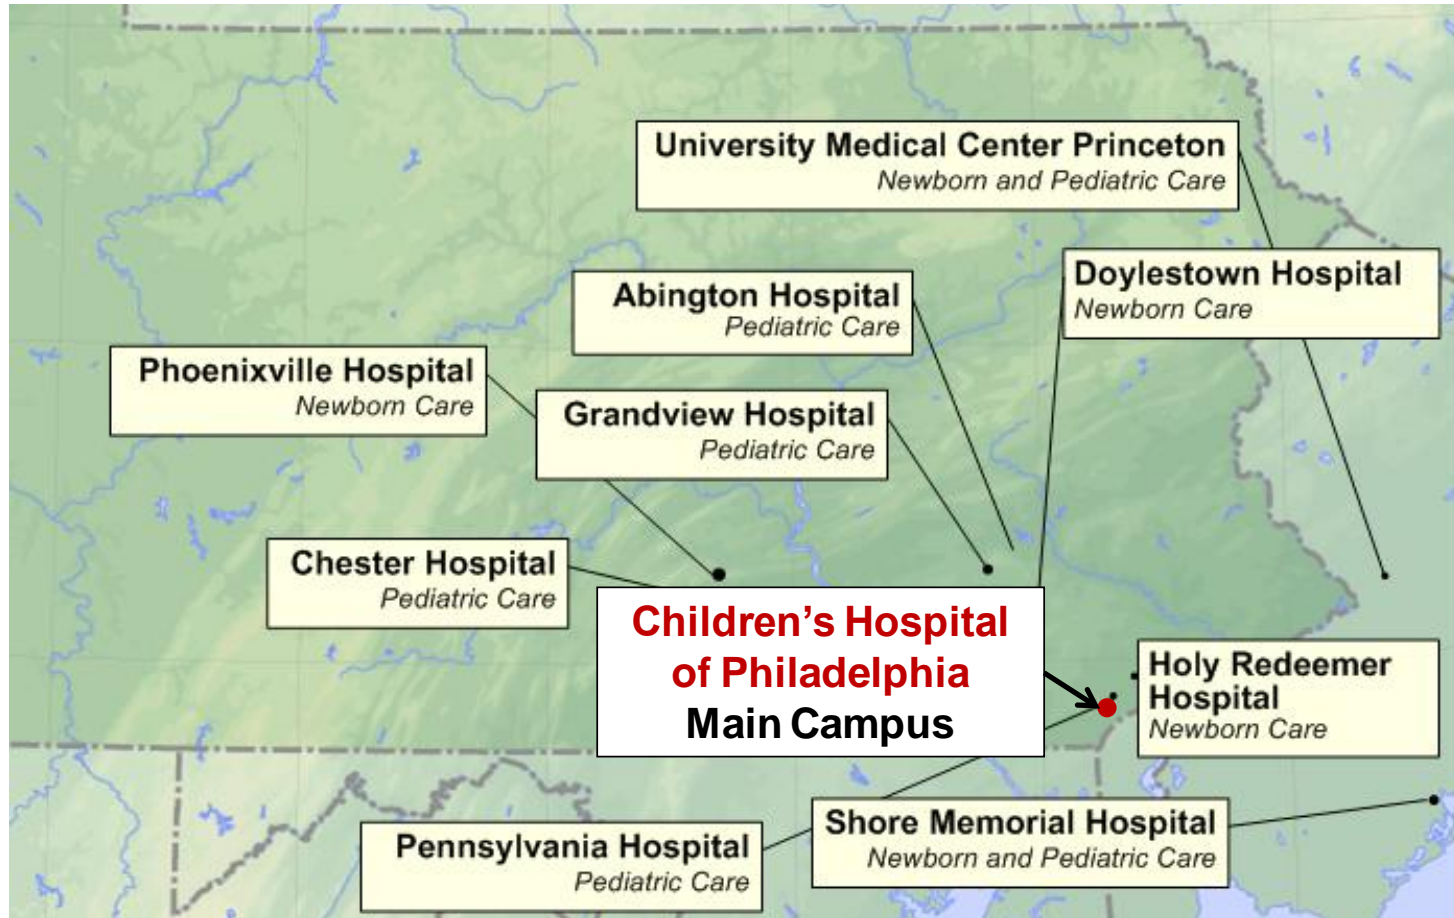 University Medical Center Princeton
Newborn and Pediatric Care
Abington Hospital
Pediatric Care
Doylestown Hospital
Newborn Care
Phoenixville Hospital
Newborn Care
Grandview Hospital
Pediatric Care
Chester Hospital
Pediatric Care
Children’s Hospital
of Philadelphia
Main Campus
Holy Redeemer
Hospital
Newborn Care
Shore Memorial Hospital
Newborn and Pediatric Care
Pennsylvania Hospital
Pediatric Care